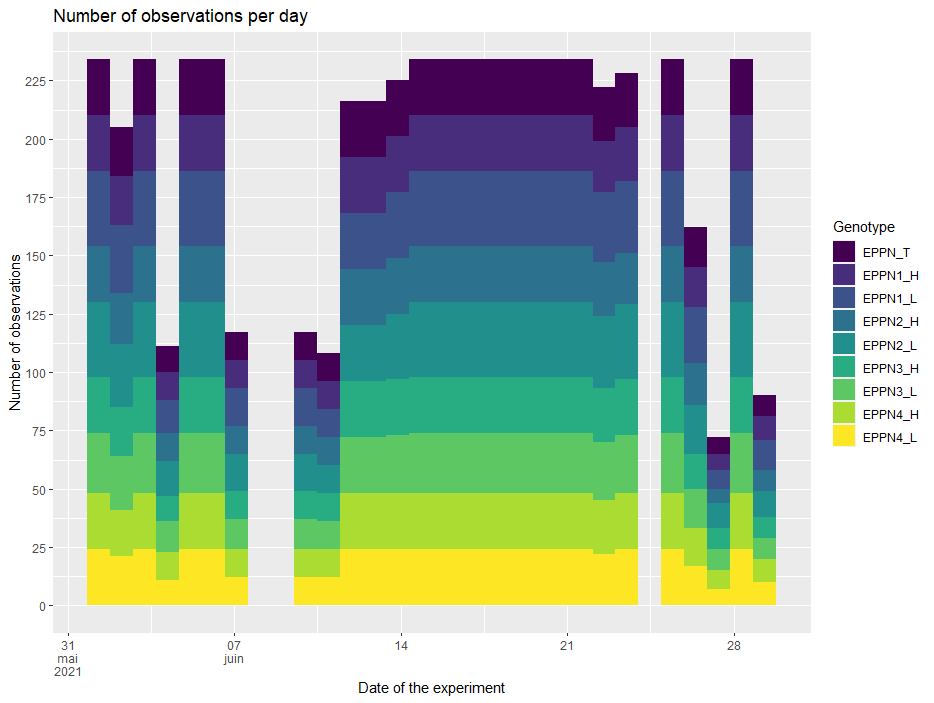 Number of observations per day
Number of observations
225
200
175
150
125
100
75
50
25
0
31
mai
2021
07
juin
14
21
28
Date of the experiment
Genotype
EPPN_T
EPPN1_H
EPPN1_L
EPPN2_H
EPPN2_L
EPPN3_H
EPPN3_L
EPPN4_H
EPPN4_L